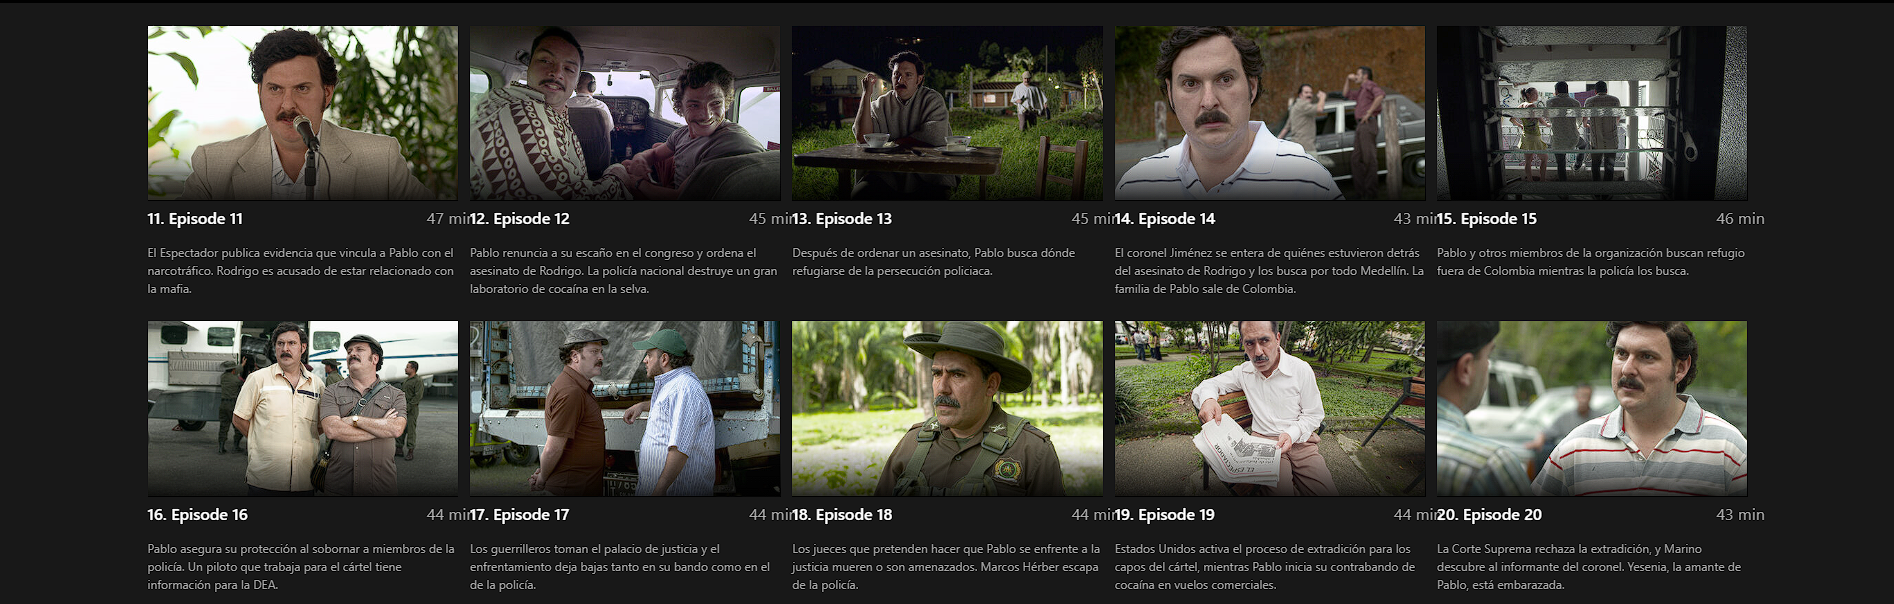 11. Episode 11
47 min
El Espectador publica evidencia que vincula a Pablo con el
narcotráfico. Rodrigo es acusado de estar relacionado con
la mafia.
12. Episode 12
45 min
Pablo renuncia a su escaño en el congreso y ordena el
asesinato de Rodrigo. La policía nacional destruye un gran
laboratorio de cocaína en la selva.
13. Episode 13
45 min
Después de ordenar un asesinato, Pablo busca dónde
refugiarse de la persecución policiaca.
14. Episode 14
43 min
El coronel Jiménez se entera de quiénes estuvieron detrás
del asesinato de Rodrigo y los busca por todo Medellín. La
familia de Pablo sale de Colombia.
15. Episode 15
46 min
Pablo y otros miembros de la organización buscan refugio
fuera de Colombia mientras la policía los busca.
16. Episode 16
44 min
Pablo asegura su protección al sobornar a miembros de la
policía. Un piloto que trabaja para el cártel tiene
información para la DEA.
17. Episode 17
44 min
Los guerrilleros toman el palacio de justicia y el
enfrentamiento deja bajas tanto en su bando como en el
de la policía.
18. Episode 18
44 min
Los jueces que pretenden hacer que Pablo se enfrente a la
justicia mueren o son amenazados. Marcos Hérber escapa
de la policía.
19. Episode 19
44 min
Estados Unidos activa el proceso de extradición para los
capos del cártel, mientras Pablo inicia su contrabando de
cocaína en vuelos comerciales.
20. Episode 20
43 min
La Corte Suprema rechaza la extradición, y Marino
descubre al informante del coronel. Yesenia, la amante de
Pablo, está embarazada.
EL ESPECTADOR